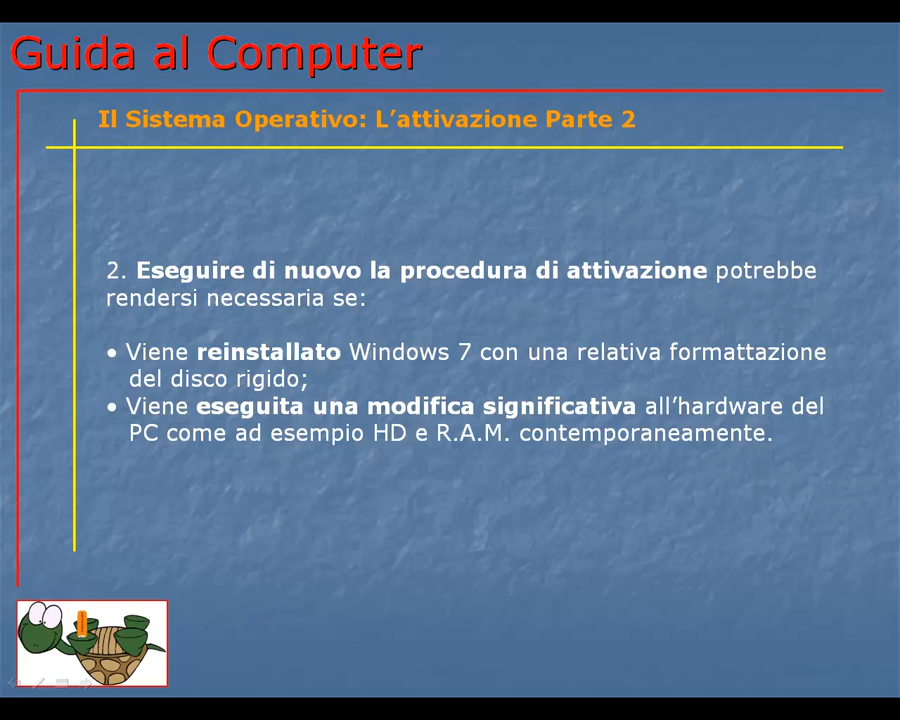 Guida al Computer
Il Sistema Operativo: L’attivazione Parte 2
2. Eseguire di nuovo la procedura di attivazione potrebbe
rendersi necessaria se:
• Viene reinstallato Windows 7 con una relativa formattazione
del disco rigido;
• Viene eseguita una modifica significativa all’hardware del
PC come ad esempio HD e R.A.M. contemporaneamente.